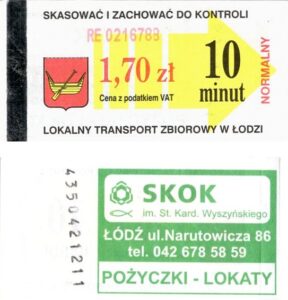 SKASOWAĆ I ZACHOWAĆ DO KONTROLI
RE 0216783
1,70 zł
Cena z podatkiem VAT
10
minut
NORMALNY
LOKALNY TRANSPORT ZBIOROWY W ŁODZI
4350421211
SKOK
im. St. Kard. Wyszyńskiego
ŁÓDŹ ul.Narutowicza 86
tel. 042 678 58 59
POŻYCZKI - LOKATY